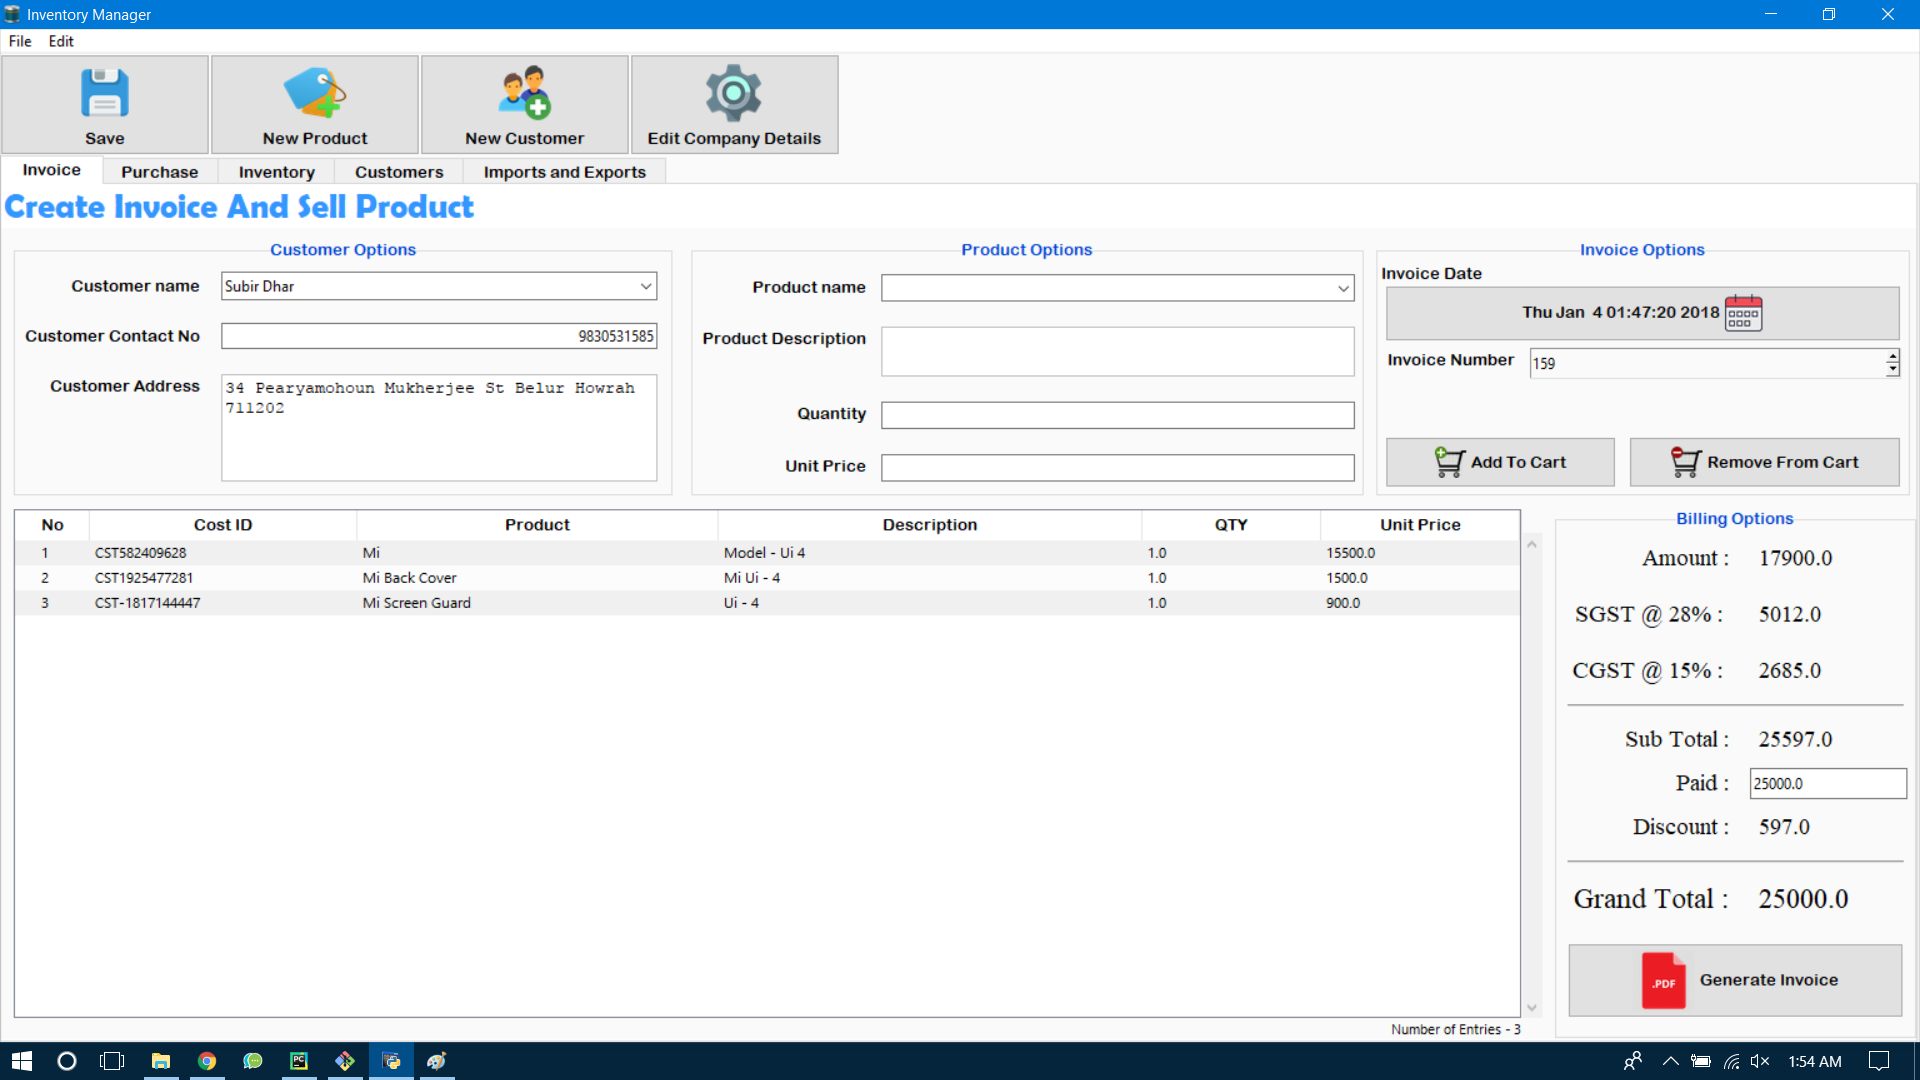 Inventory Manager
File Edit
Save New Product New Customer Edit Company Details
Invoice Purchase Inventory Customers Imports and Exports
Create Invoice And Sell Product
Customer Options
Customer name Subir Dhar
Customer Contact No 9830531585
Customer Address 34 Pearyamohoun Mukherjee St Belur Howrah
711202
Product Options
Product name
Product Description
Quantity
Unit Price
Invoice Options
Invoice Date
Thu Jan 4 01:47:20 2018
Invoice Number 159
Add To Cart Remove From Cart
No Cost ID Product Description QTY Unit Price
1 CST582409628 Mi Model - Ui 4 1.0 15500.0
2 CST1925477281 Mi Back Cover Mi Ui - 4 1.0 1500.0
3 CST-1817144447 Mi Screen Guard Ui - 4 1.0 900.0
Number of Entries - 3
Billing Options
Amount : 17900.0
SGST @ 28% : 5012.0
CGST @ 15% : 2685.0
Sub Total : 25597.0
Paid : 25000.0
Discount : 597.0
Grand Total : 25000.0
.PDF Generate Invoice
PC
1:54 AM